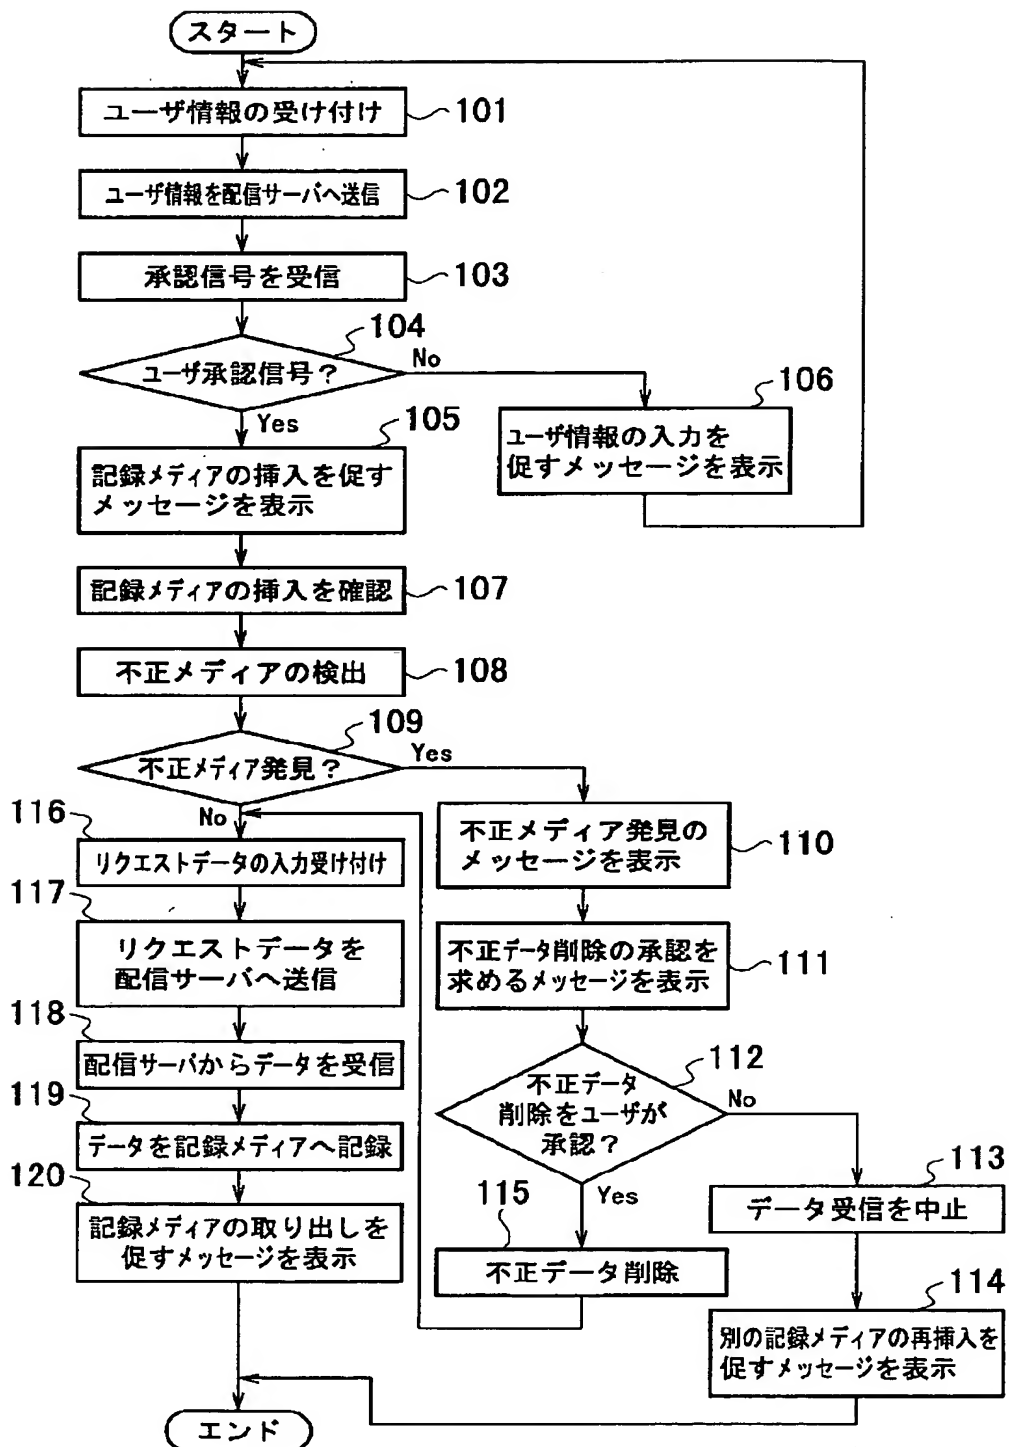 スタート
ユーザ情報の受け付け
101
ユーザ情報を配信サーバへ送信
102
承認信号を受信
103
104
ユーザ承認信号？
No
Yes
106
ユーザ情報の入力を
促すメッセージを表示
105
記録メディアの挿入を促す
メッセージを表示
記録メディアの挿入を確認
107
不正メディアの検出
108
109
不正メディア発見？
Yes
No
116
リクエストデータの入力受け付け
117
リクエストデータを
配信サーバへ送信
118
配信サーバからデータを受信
119
データを記録メディアへ記録
120
記録メディアの取り出しを
促すメッセージを表示
不正メディア発見の
メッセージを表示
110
不正データ削除の承認を
求めるメッセージを表示
111
112
不正データ
削除をユーザが
承認？
No
Yes
115
不正データ削除
113
データ受信を中止
114
別の記録メディアの再挿入を
促すメッセージを表示
エンド